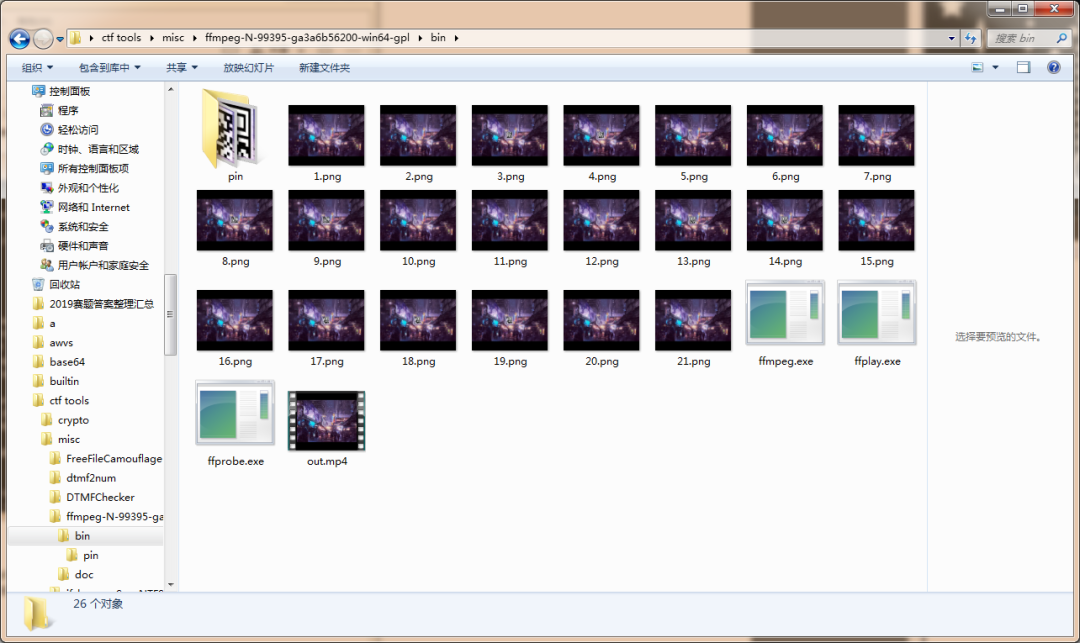 ctf tools
misc
ffmpeg-N-99395-ga3a6b56200-win64-gpl
bin
搜索 bin
组织
包含到库中
共享
放映幻灯片
新建文件夹
控制面板
程序
轻松访问
时钟、语言和区域
所有控制面板项
外观和个性化
网络和 Internet
系统和安全
硬件和声音
用户帐户和家庭安全
回收站
2019赛题答案整理汇总
a
awvs
base64
builtin
ctf tools
crypto
misc
FreeFileCamouflage
dtmf2num
DTMFChecker
ffmpeg-N-99395-ga
bin
pin
doc
pin
1.png
2.png
3.png
4.png
5.png
6.png
7.png
8.png
9.png
10.png
11.png
12.png
13.png
14.png
15.png
16.png
17.png
18.png
19.png
20.png
21.png
ffmpeg.exe
ffplay.exe
ffprobe.exe
out.mp4
选择要预览的文件。
26 个对象